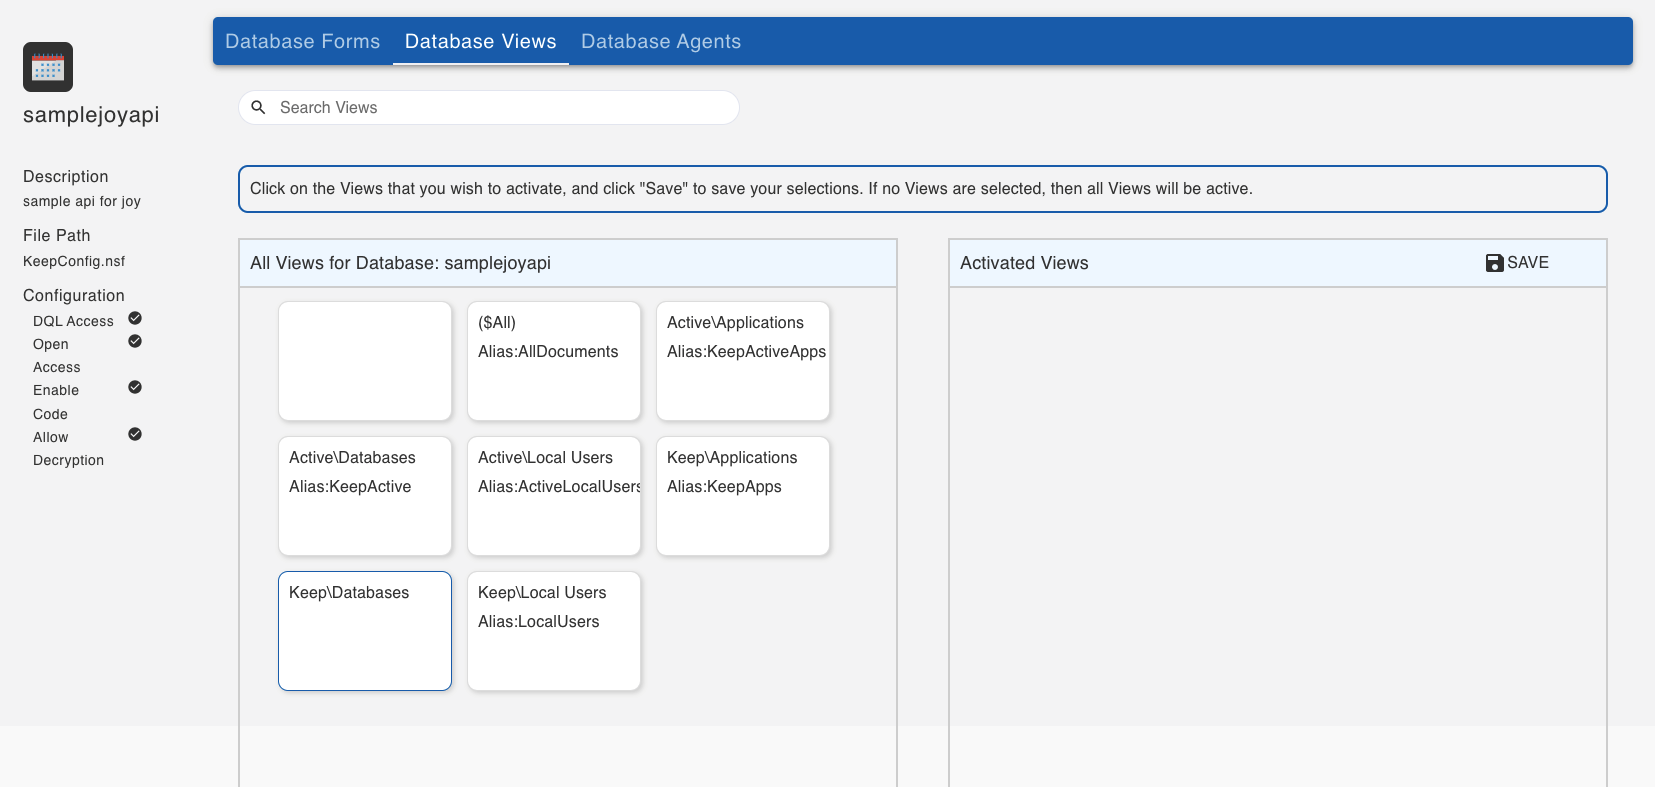 Database Forms Database Views Database Agents
samplejoyapi
Search Views
Description
sample api for joy
File Path
KeepConfig.nsf
Configuration
DQL Access
Open
Access
Enable
Code
Allow
Decryption
Click on the Views that you wish to activate, and click "Save" to save your selections. If no Views are selected, then all Views will be active.
All Views for Database: samplejoyapi
($All)
Alias:AllDocuments
Active\Applications
Alias:KeepActiveApps
Active\Databases
Alias:KeepActive
Active\Local Users
Alias:ActiveLocalUsers
Keep\Applications
Alias:KeepApps
Keep\Databases
Keep\Local Users
Alias:LocalUsers
Activated Views
SAVE